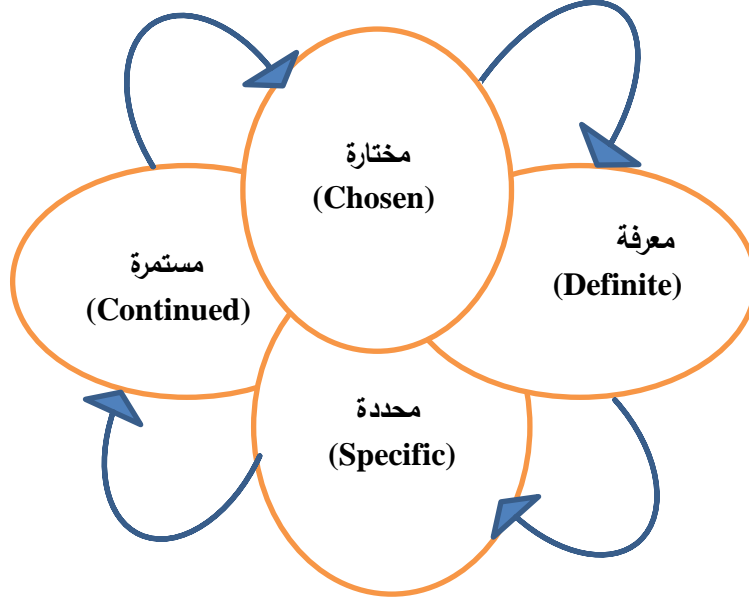 مختارة
(Chosen)
معرفة
(Definite)
محددة
(Specific)
مستمرة
(Continued)